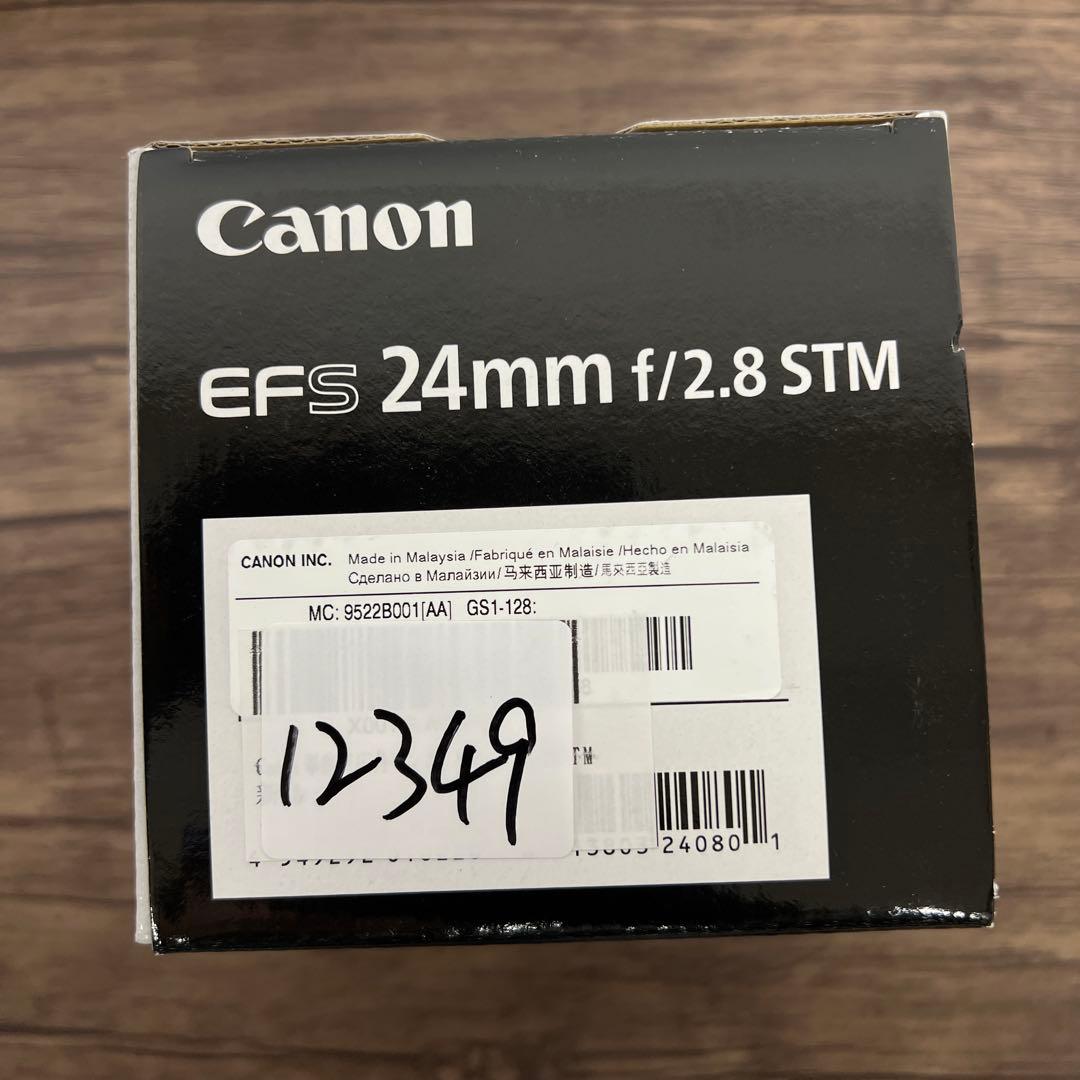 Canon
EFS 24mm f/2.8 STM
CANON INC. Made in Malaysia /Fabriqué en Malaisie /Hecho en Malaisia
Сделано в Малайзии/马来西亚制造/馬來西亞製造
MC: 9522B001[AA] GS1-128:
12349
24080 1